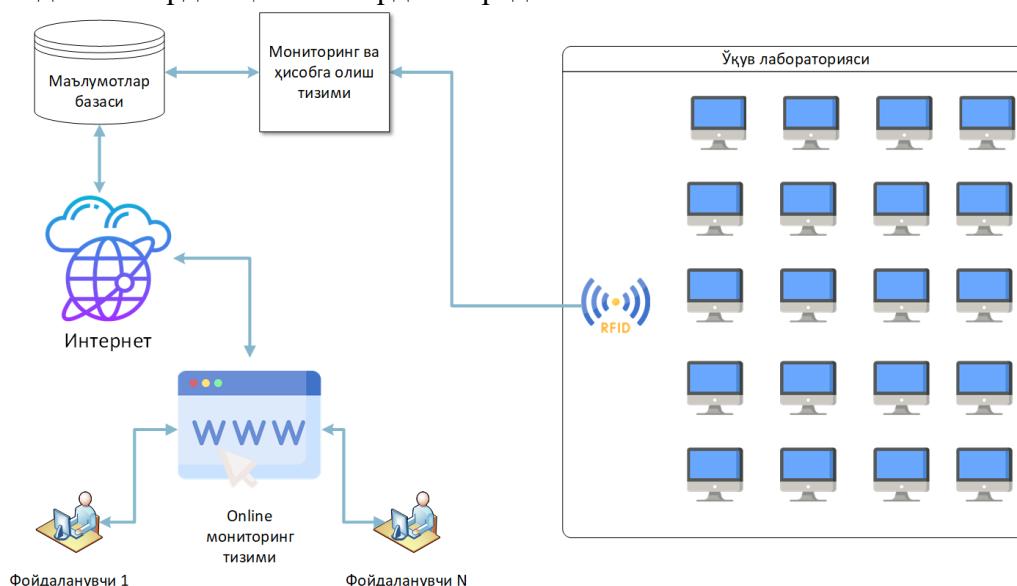 Маълумотлар
базаси
Мониторинг ва
ҳисобга олиш
тизими
Ўқув лабораторияси
RFID
Интернет
WWW
Online
мониторинг
тизими
Фойдаланувчи 1
Фойдаланувчи N